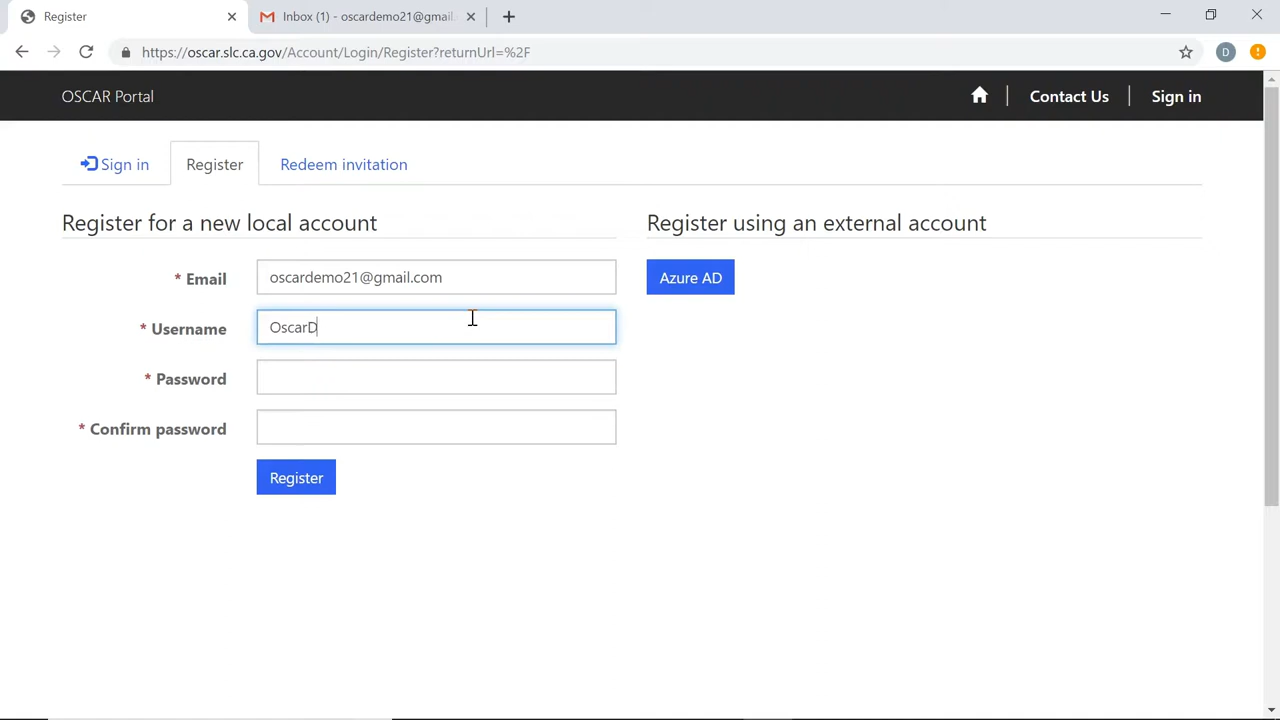 Register
Inbox (1) - oscardemo21@gmail.
https://oscar.slc.ca.gov/Account/Login/Register?returnUrl=%2F
D
OSCAR Portal
Contact Us
Sign in
Sign in
Register
Redeem invitation
Register for a new local account
Register using an external account
* Email
oscardemo21@gmail.com
Azure AD
* Username
OscarD
* Password
* Confirm password
Register